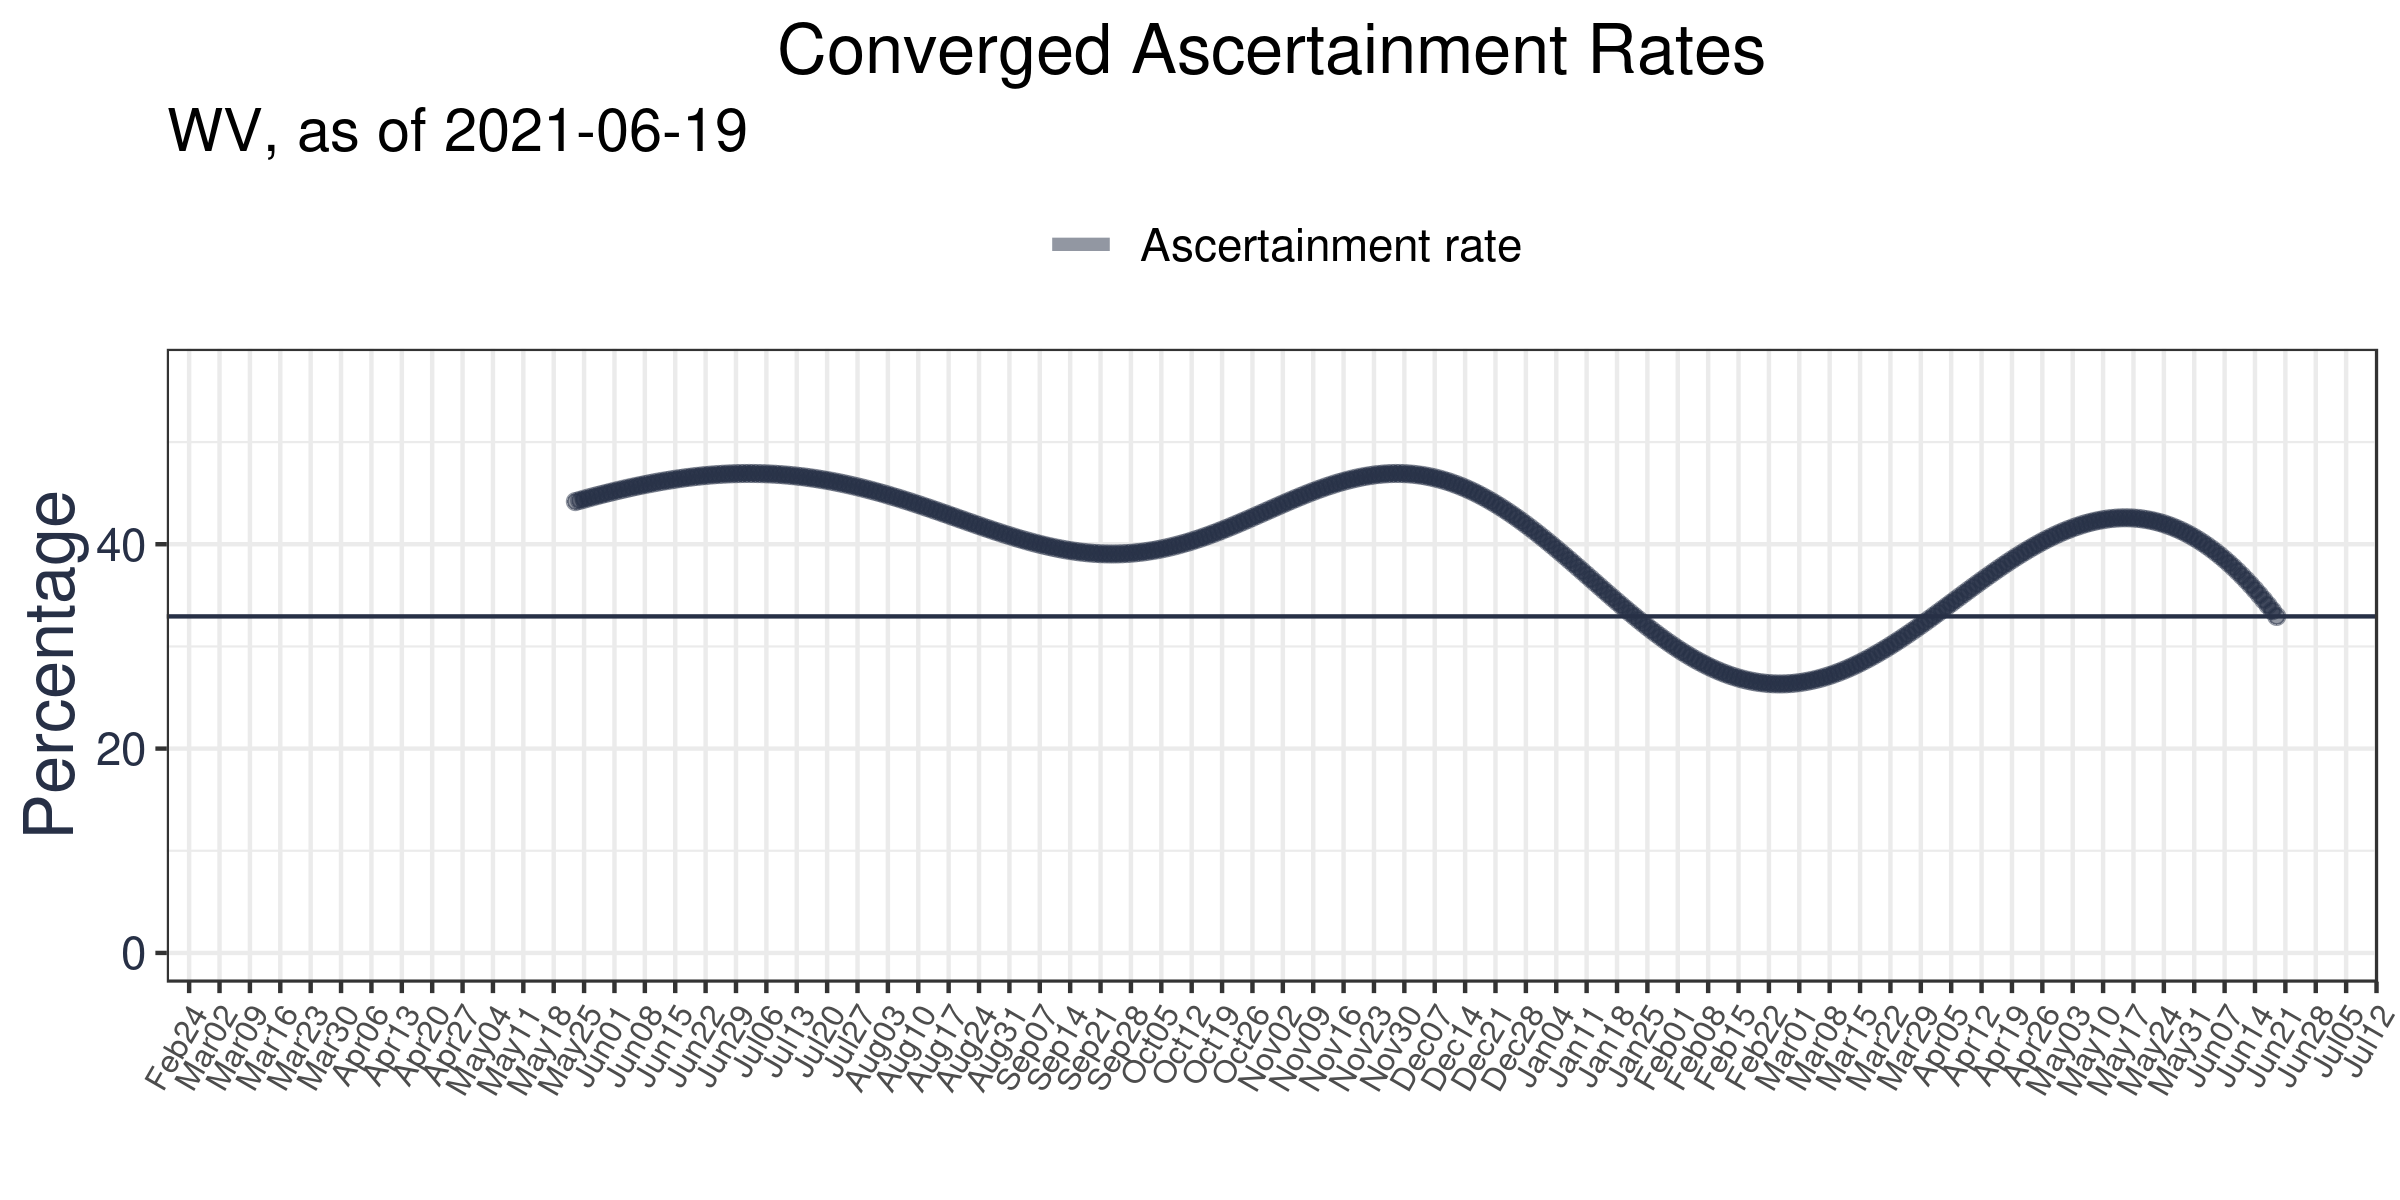 Converged Ascertainment Rates
WV, as of 2021-06-19
Ascertainment rate
Percentage
40
20
0
Feb24
Mar02
Mar09
Mar16
Mar23
Mar30
Apr06
Apr13
Apr20
Apr27
May04
May11
May18
May25
Jun01
Jun08
Jun15
Jun22
Jun29
Jul06
Jul13
Jul20
Jul27
Aug03
Aug10
Aug17
Aug24
Aug31
Sep07
Sep14
Sep21
Sep28
Oct05
Oct12
Oct19
Oct26
Nov02
Nov09
Nov16
Nov23
Nov30
Dec07
Dec14
Dec21
Dec28
Jan04
Jan11
Jan18
Jan25
Feb01
Feb08
Feb15
Feb22
Mar01
Mar08
Mar15
Mar22
Mar29
Apr05
Apr12
Apr19
Apr26
May03
May10
May17
May24
May31
Jun07
Jun14
Jun21
Jun28
Jul05
Jul12